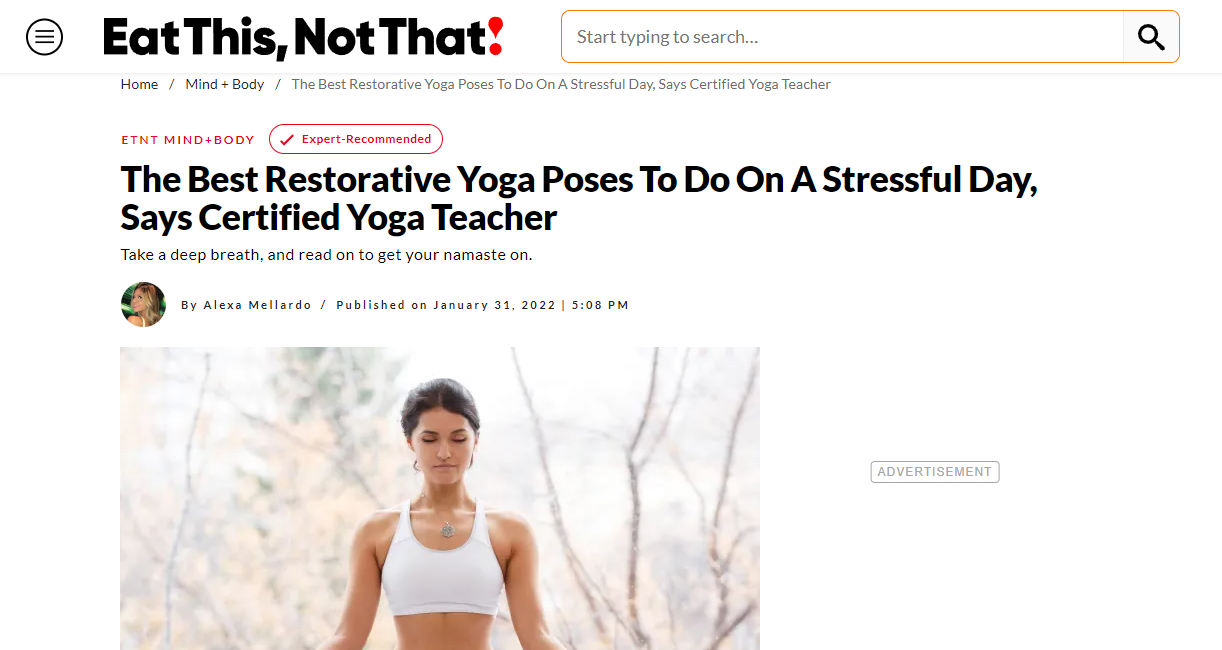 Eat This, Not That!
Start typing to search...
Home / Mind + Body / The Best Restorative Yoga Poses To Do On A Stressful Day, Says Certified Yoga Teacher
ETNT MIND+BODY
Expert-Recommended
The Best Restorative Yoga Poses To Do On A Stressful Day,
Says Certified Yoga Teacher
Take a deep breath, and read on to get your namaste on.
By Alexa Mellardo / Published on January 31, 2022 | 5:08 PM
ADVERTISEMENT